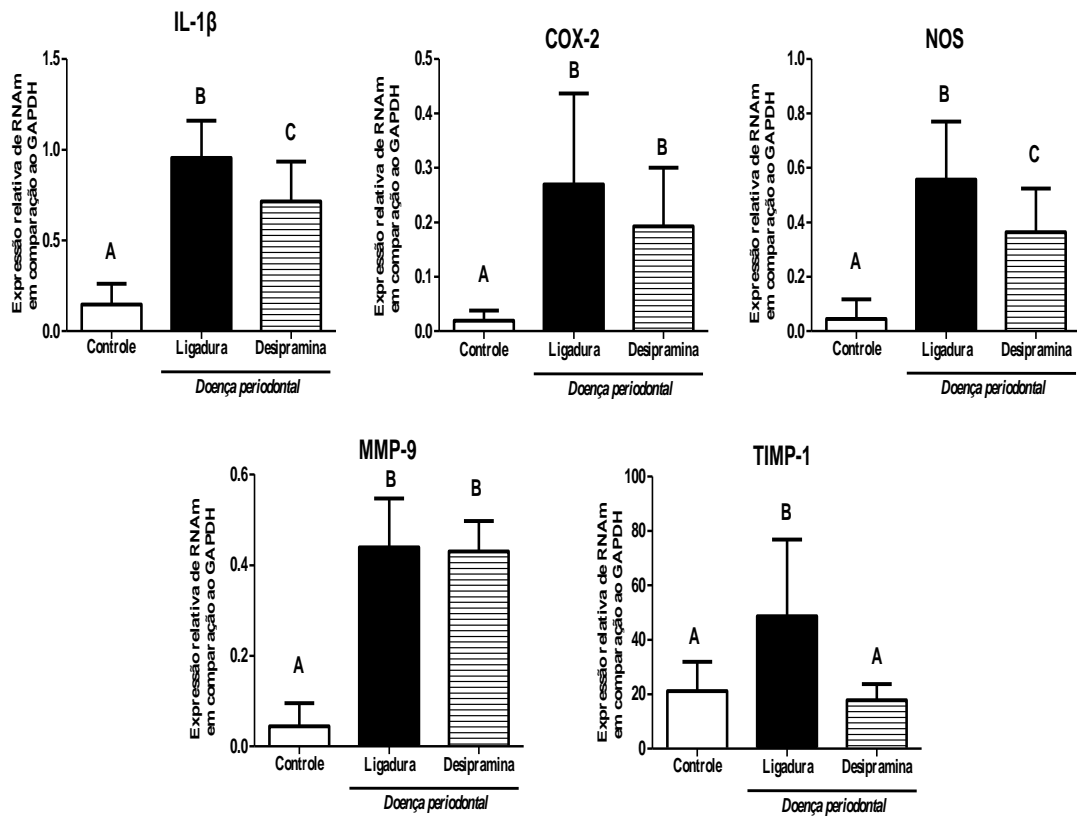 IL-1β
Expressão relativa de RNAm
em comparação ao GAPDH
1.5
1.0
0.5
0.0
A
B
C
Controle
Ligadura
Desipramina
Doença periodontal
COX-2
Expressão relativa de RNAm
em comparação ao GAPDH
0.5
0.4
0.3
0.2
0.1
0.0
A
B
B
Controle
Ligadura
Desipramina
Doença periodontal
NOS
Expressão relativa de RNAm
em comparação ao GAPDH
1.0
0.8
0.6
0.4
0.2
0.0
A
B
C
Controle
Ligadura
Desipramina
Doença periodontal
MMP-9
Expressão relativa de RNAm
em comparação ao GAPDH
0.6
0.4
0.2
0.0
A
B
B
Controle
Ligadura
Desipramina
Doença periodontal
TIMP-1
Expressão relativa de RNAm
em comparação ao GAPDH
100
80
60
40
20
0
A
B
A
Controle
Ligadura
Desipramina
Doença periodontal